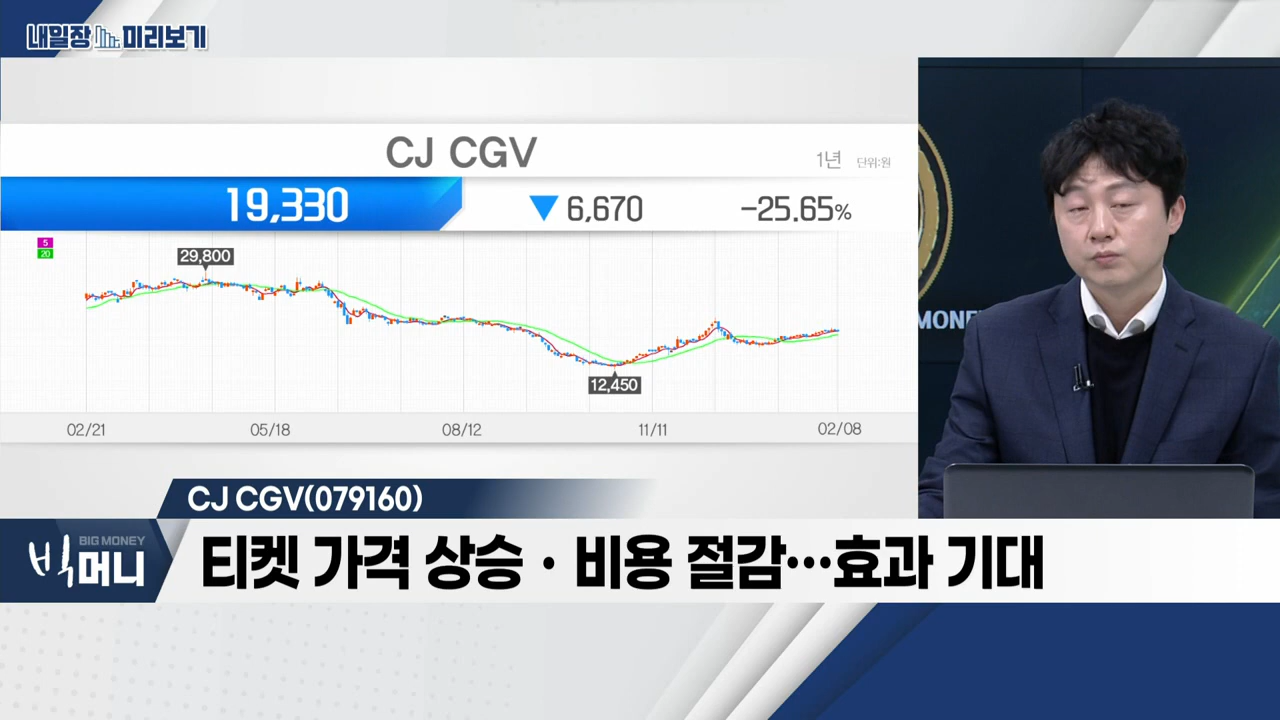 내일장 미리보기
CJ CGV
1년 단위:원
19,330 ▼ 6,670 -25.65%
5
20
29,800
12,450
02/21 05/18 08/12 11/11 02/08
MONEY
CJ CGV(079160)
BIG MONEY
빅머니
티켓 가격 상승·비용 절감…효과 기대